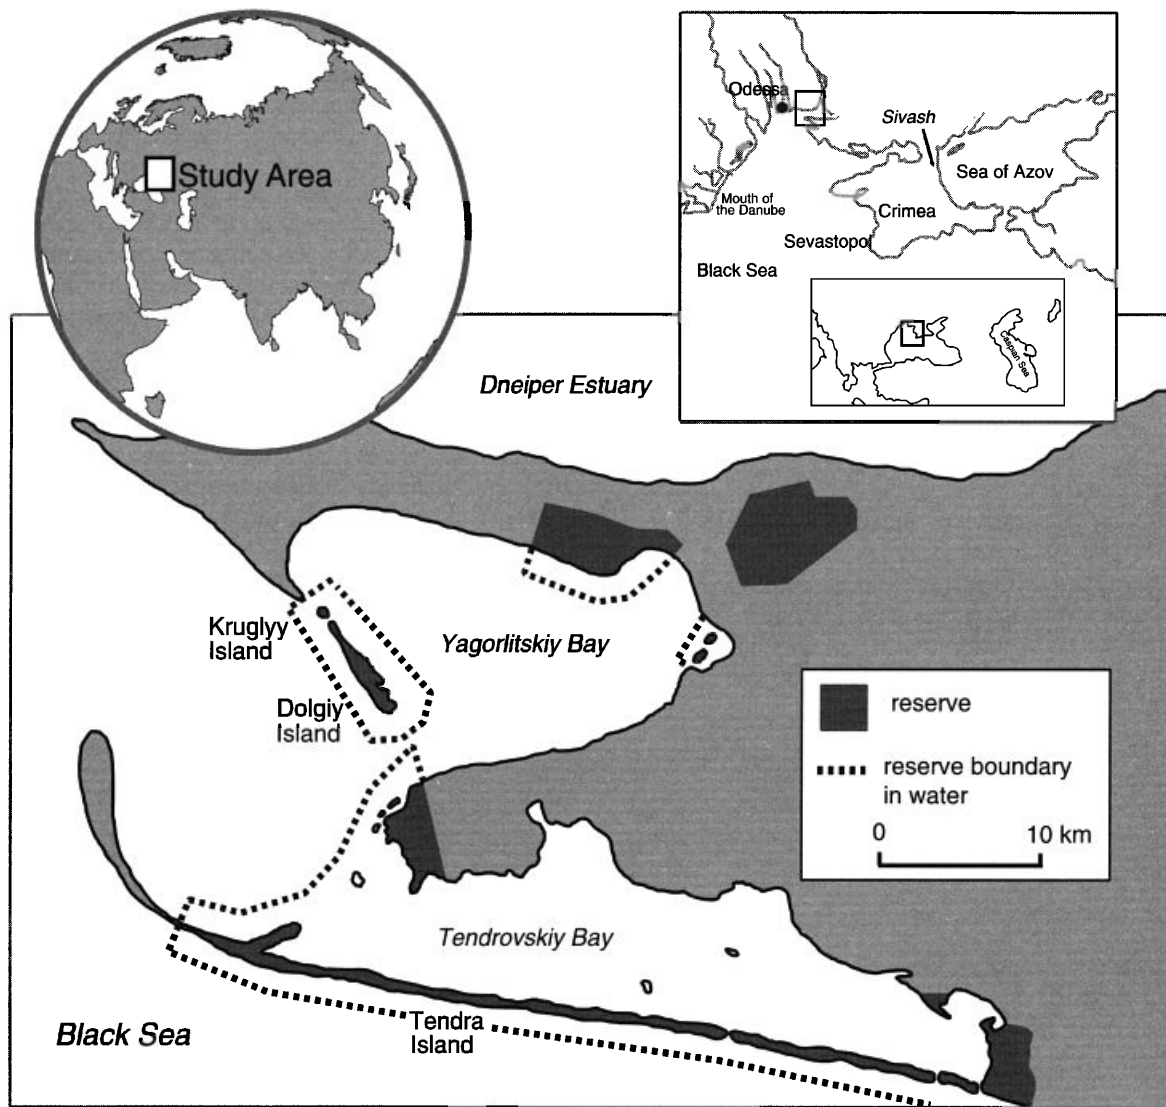 Study Area
Odessa
Sivash
Sea of Azov
Mouth of
the Danube
Crimea
Sevastopol
Black Sea
Caspian Sea
Dneiper Estuary
Kruglyy
Island
Yagorlitskiy Bay
Dolgiy
Island
reserve
reserve boundary
in water
0 10 km
Tendrovskiy Bay
Tendra
Island
Black Sea